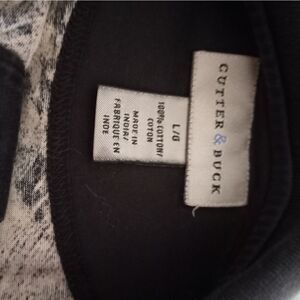 CUTTER & BUCK
L/G
100% COTTON/
COTON
MADE IN
INDIA/
FABRIQUE EN
INDE